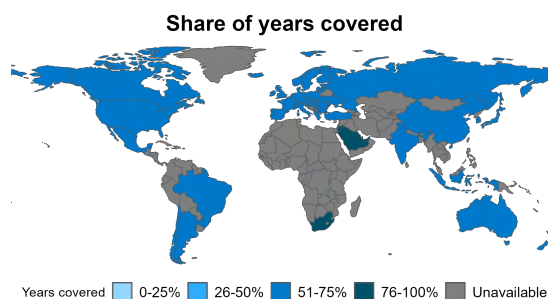 Share of years covered
Years covered 0-25% 26-50% 51-75% 76-100% Unavailable